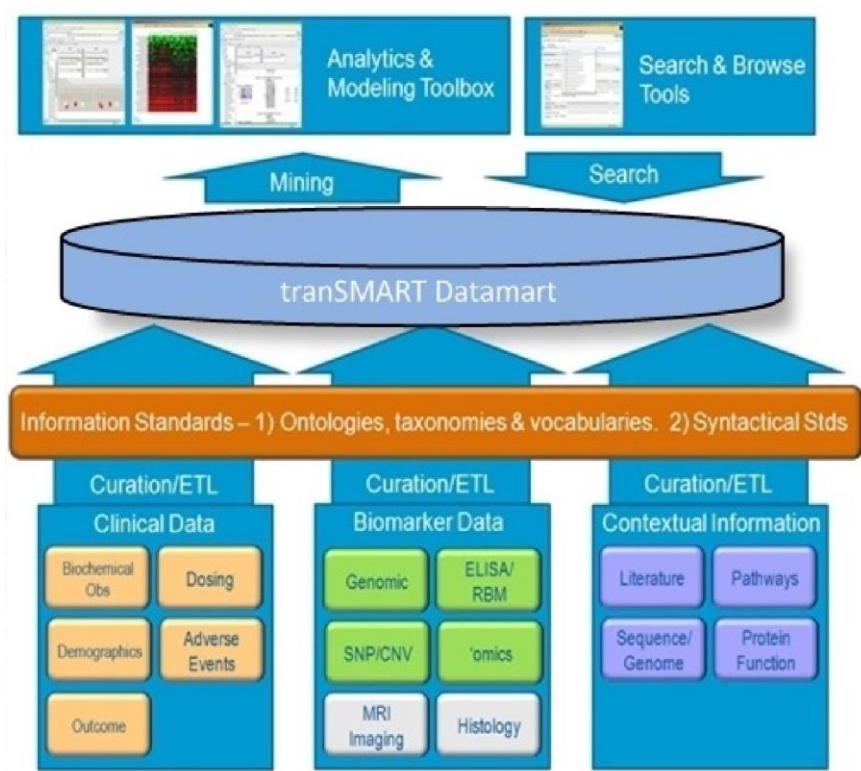 Analytics &
Modeling Toolbox
Search & Browse
Tools
Mining
Search
tranSMART Datamart
Information Standards – 1) Ontologies, taxonomies & vocabularies. 2) Syntactical Stds
Curation/ETL
Curation/ETL
Curation/ETL
Clinical Data
Biomarker Data
Contextual Information
Biochemical
Obs
Dosing
Genomic
ELISA/
RBM
Literature
Pathways
Demographics
Adverse
Events
SNP/CNV
'omics
Sequence/
Genome
Protein
Function
Outcome
MRI
Imaging
Histology